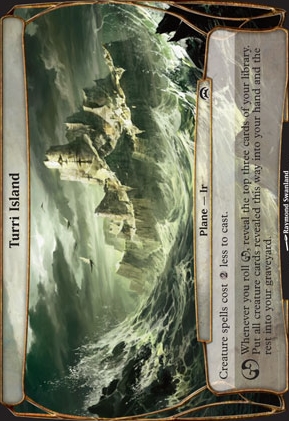 Turri Island
Plane — Ir
Creature spells cost 2 less to cast.
Whenever you roll , reveal the top three cards of your library.
Put all creature cards revealed this way into your hand and the
rest into your graveyard.
Raymond Swanland